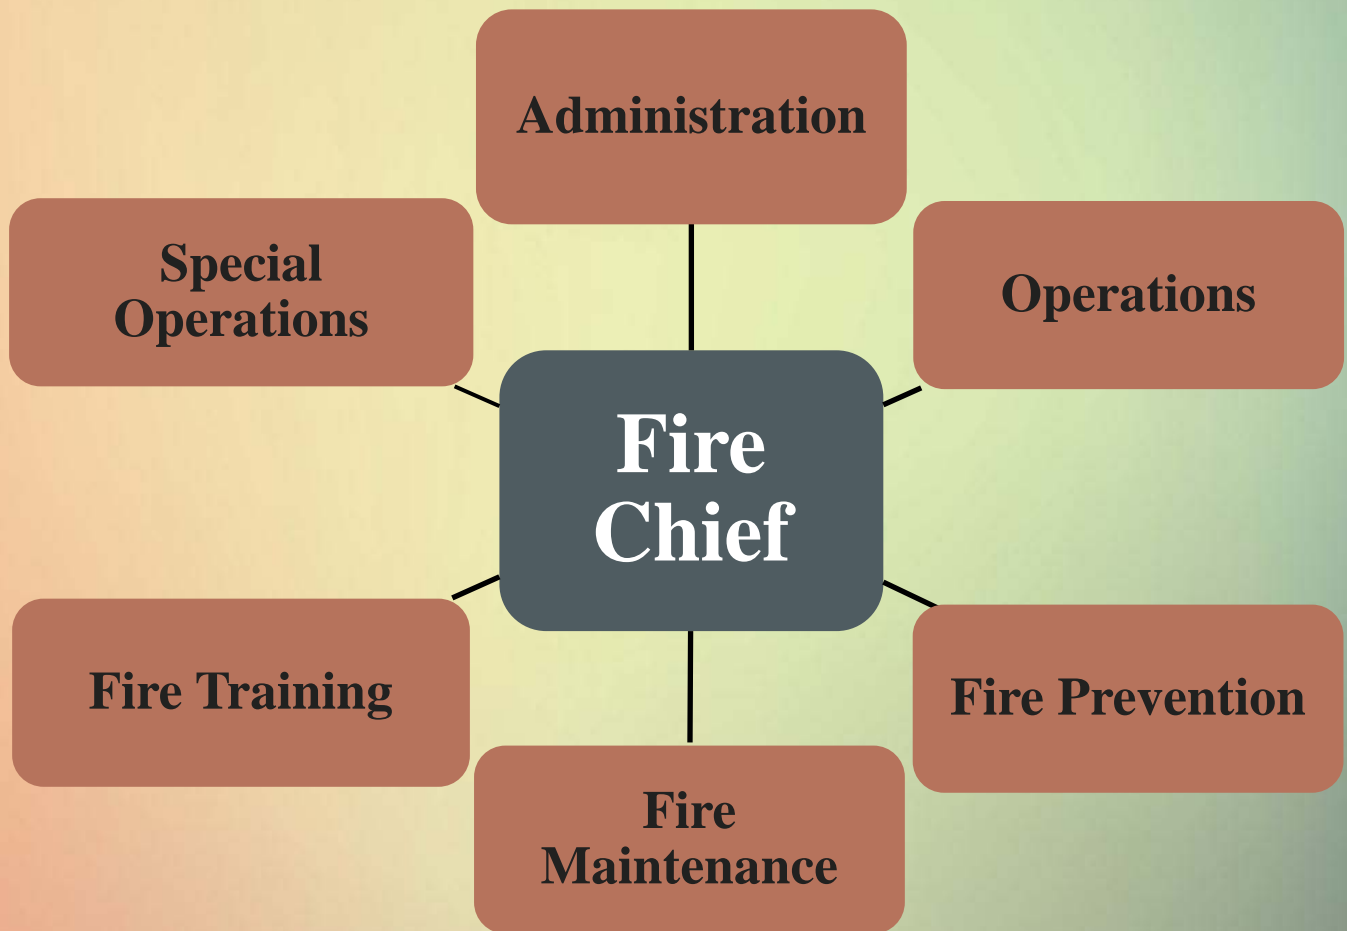 Administration
Special
Operations
Operations
Fire
Chief
Fire Training
Fire Prevention
Fire
Maintenance